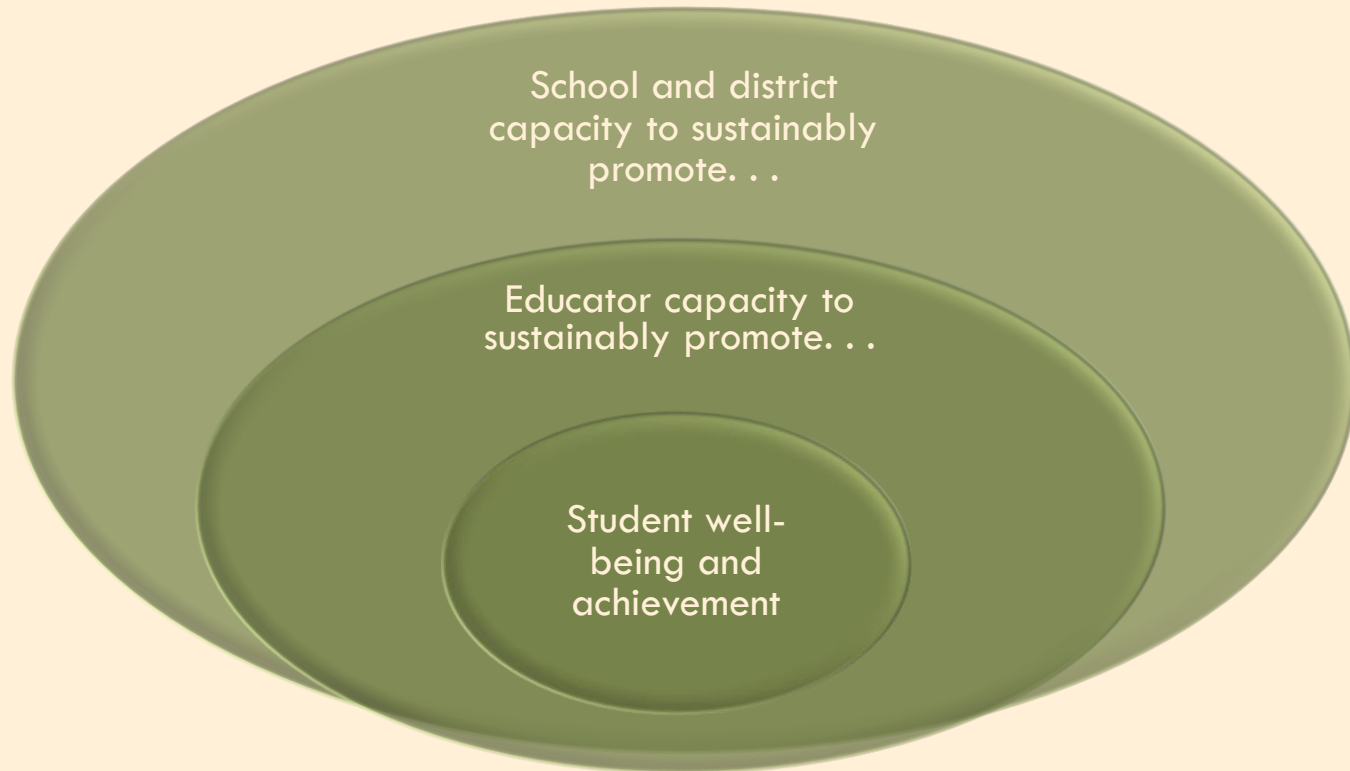 School and district
capacity to sustainably
promote. . .
Educator capacity to
sustainably promote. . .
Student well-
being and
achievement